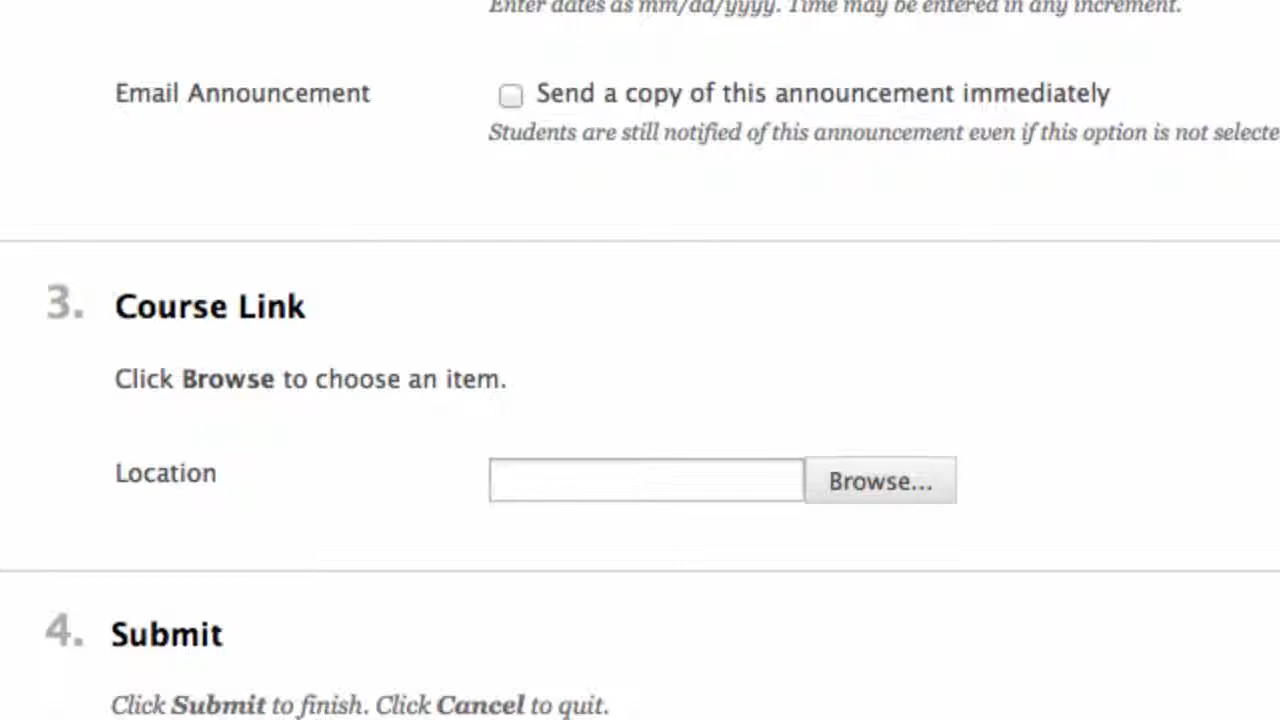 Enter dates as mm/dd/yyyy. Time may be entered in any increment.
Email Announcement
Send a copy of this announcement immediately
Students are still notified of this announcement even if this option is not selecte
3. Course Link
Click Browse to choose an item.
Location
Browse...
4. Submit
Click Submit to finish. Click Cancel to quit.